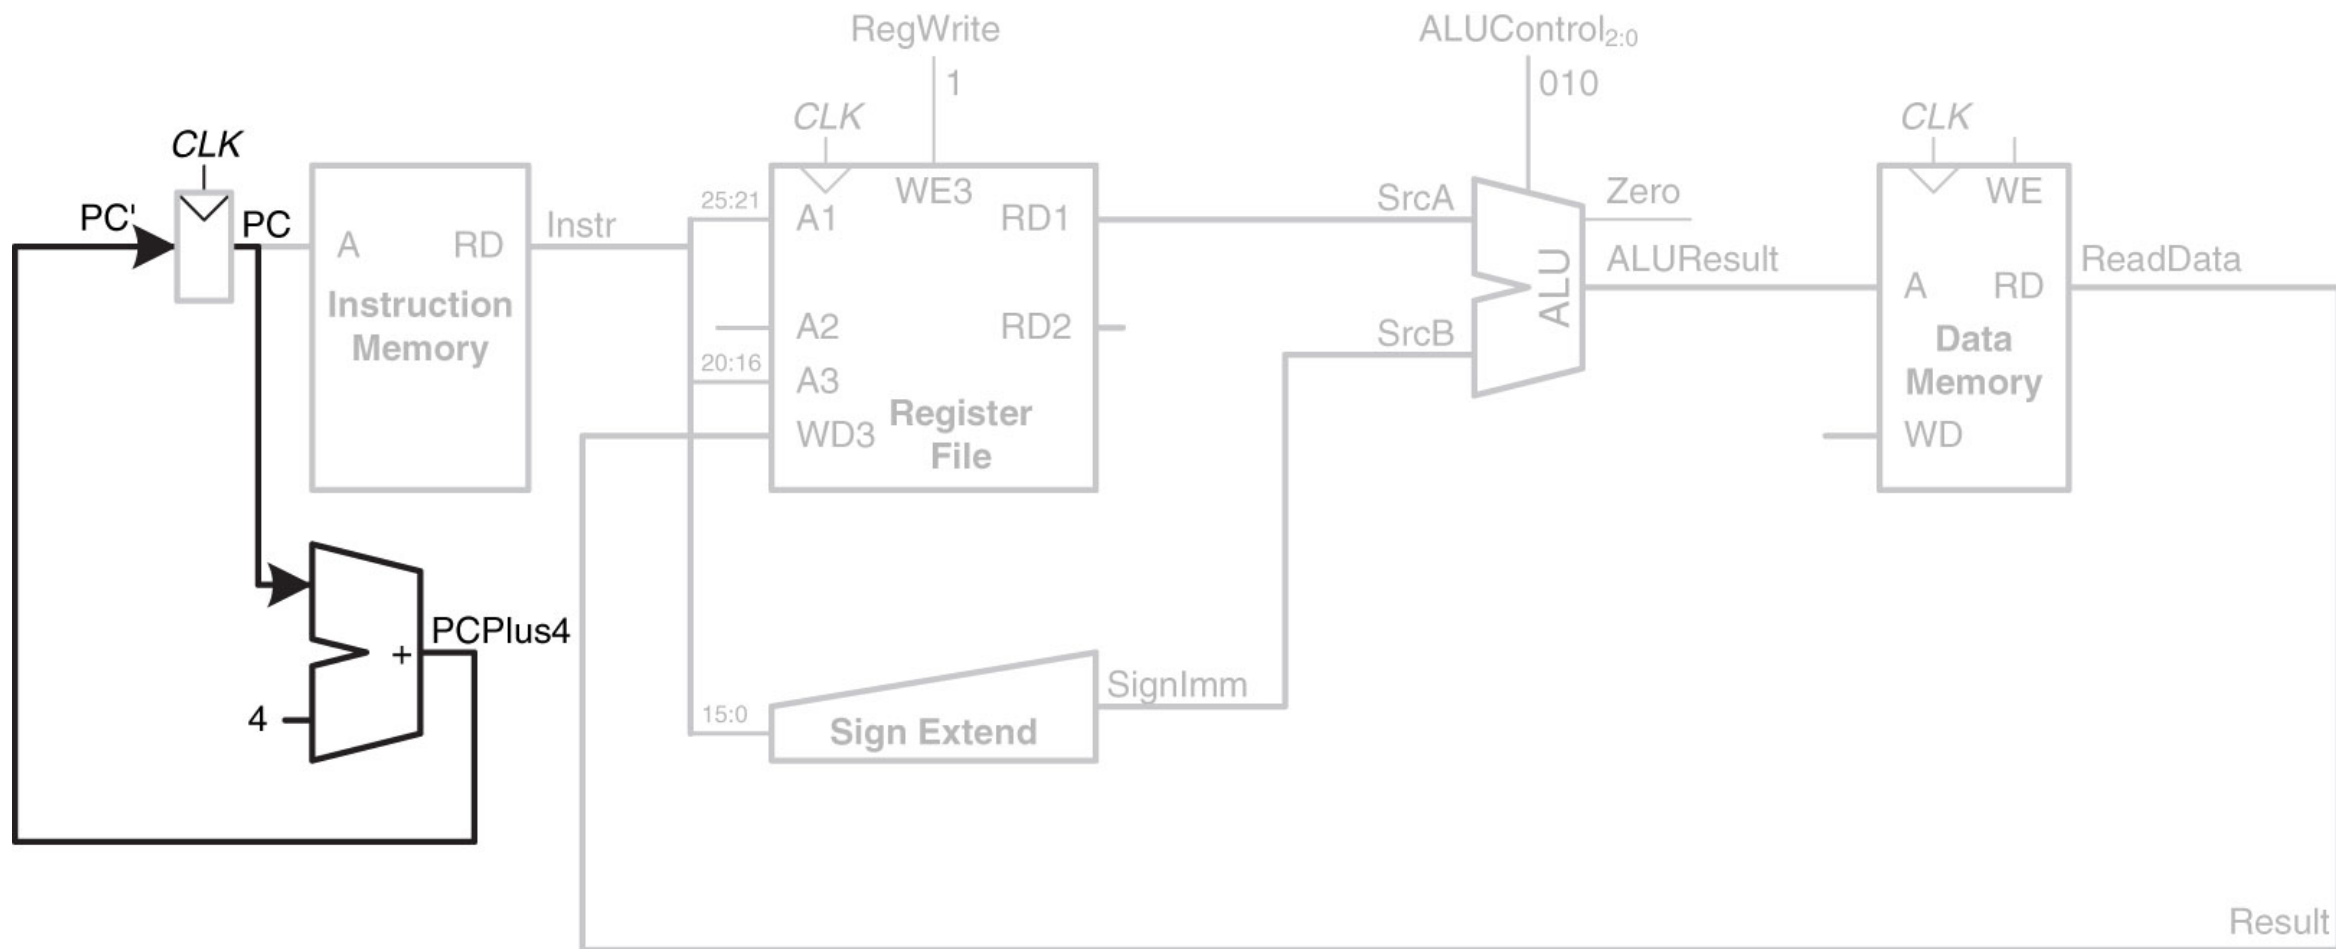 RegWrite
ALUControl2:0
1
010
CLK
CLK
CLK
PC'
PC
A
RD
Instruction
Memory
Instr
25:21
20:16
15:0
A1
WE3
RD1
A2
RD2
A3
WD3
Register
File
SrcA
SrcB
ALU
Zero
ALUResult
WE
A
RD
Data
Memory
WD
ReadData
+
PCPlus4
4
Sign Extend
SignImm
Result